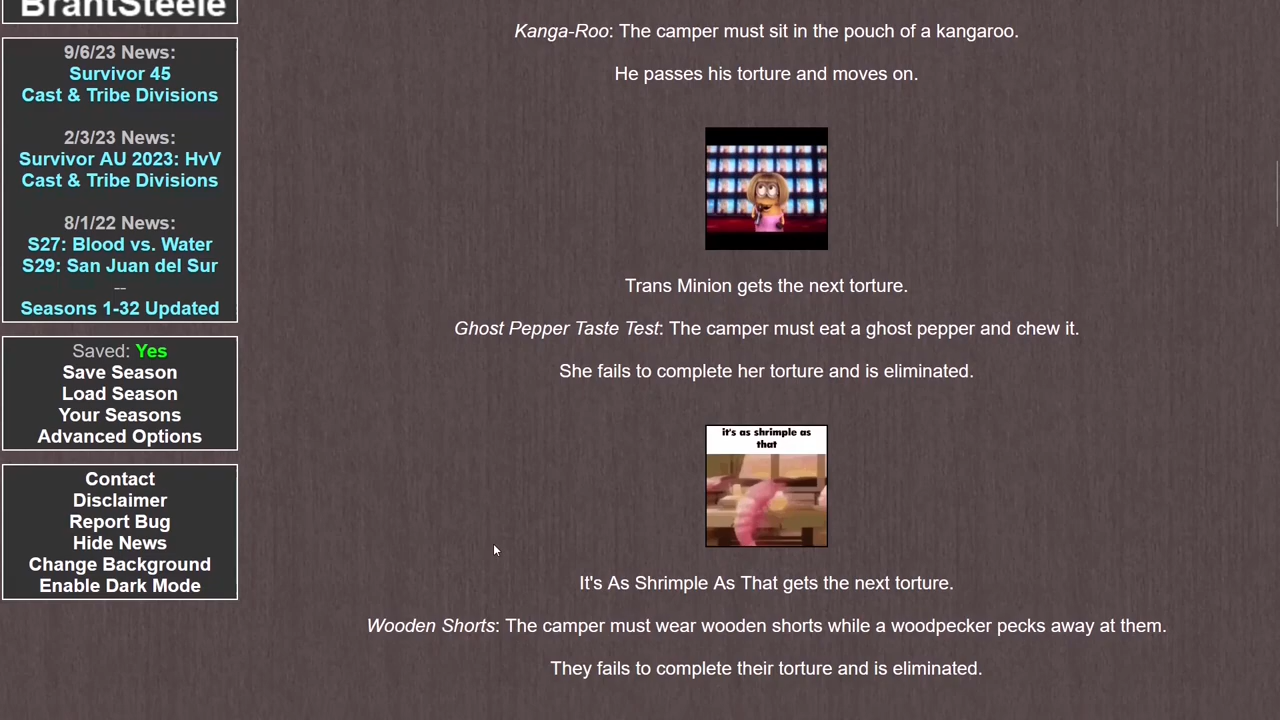 BrantSteele
9/6/23 News:
Survivor 45
Cast & Tribe Divisions
2/3/23 News:
Survivor AU 2023: HvV
Cast & Tribe Divisions
8/1/22 News:
S27: Blood vs. Water
S29: San Juan del Sur
--
Seasons 1-32 Updated
Saved: Yes
Save Season
Load Season
Your Seasons
Advanced Options
Contact
Disclaimer
Report Bug
Hide News
Change Background
Enable Dark Mode
Kanga-Roo: The camper must sit in the pouch of a kangaroo.
He passes his torture and moves on.
Trans Minion gets the next torture.
Ghost Pepper Taste Test: The camper must eat a ghost pepper and chew it.
She fails to complete her torture and is eliminated.
it's as shrimple as
that
It's As Shrimple As That gets the next torture.
Wooden Shorts: The camper must wear wooden shorts while a woodpecker pecks away at them.
They fails to complete their torture and is eliminated.